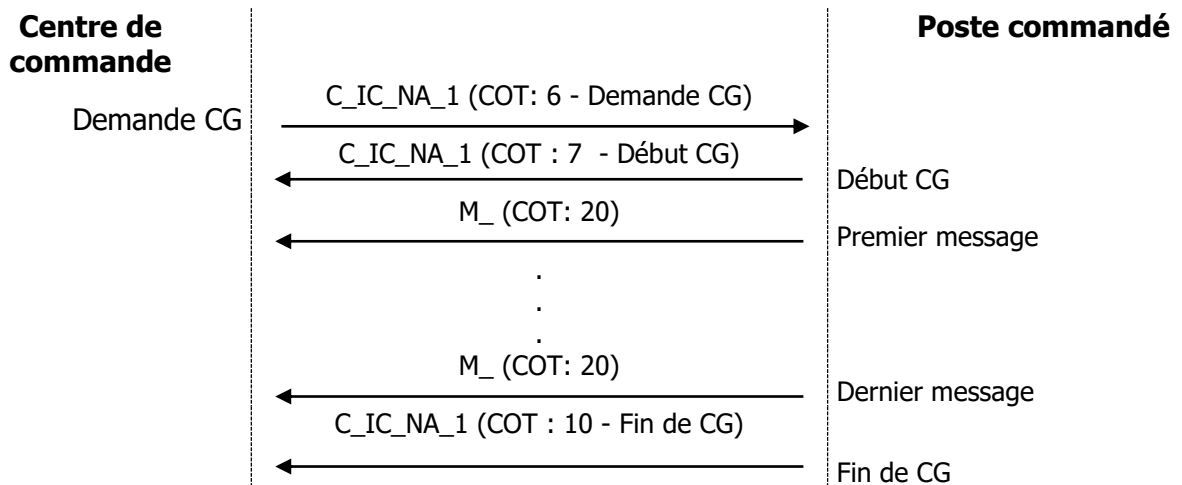 Centre de
commande
Poste commandé
C_IC_NA_1 (COT: 6 - Demande CG)
Demande CG
C_IC_NA_1 (COT : 7  - Début CG)
Début CG
M_ (COT: 20)
Premier message
.
.
.
M_ (COT: 20)
Dernier message
C_IC_NA_1 (COT : 10 - Fin de CG)
Fin de CG